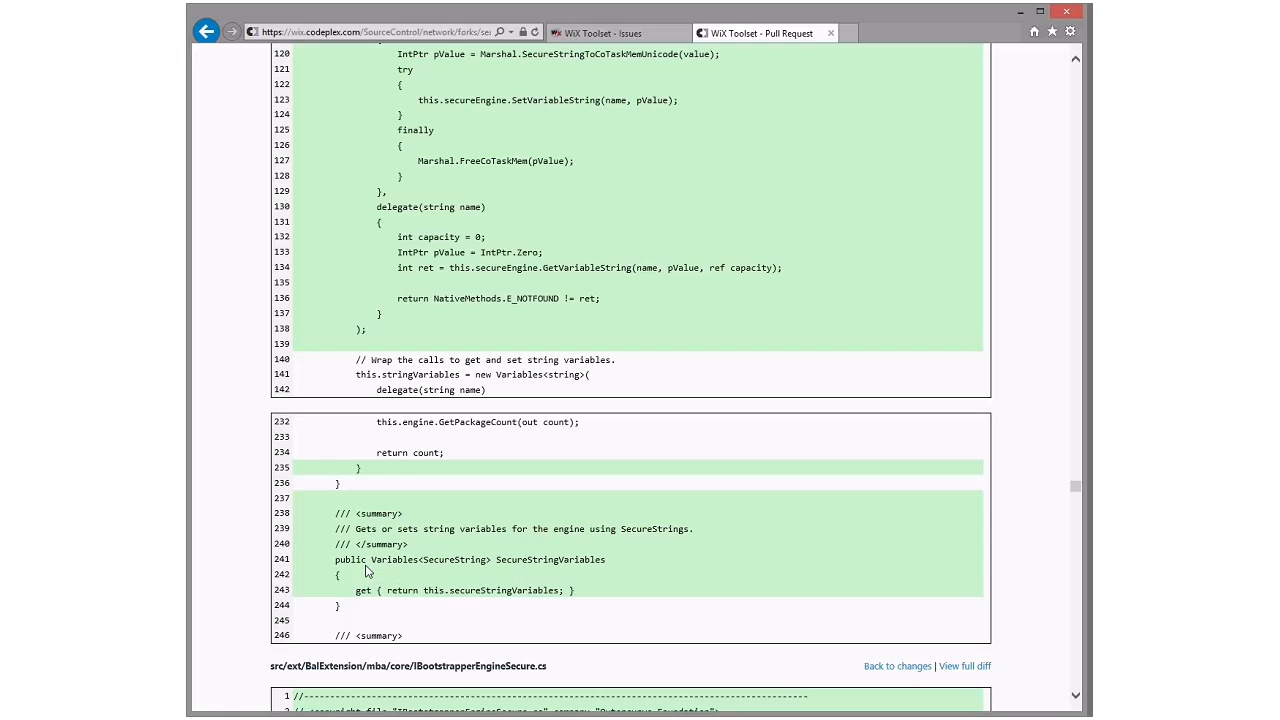 https://wix.codeplex.com/SourceControl/network/forks/sea
WiX Toolset - Issues
WiX Toolset - Pull Request
120 IntPtr pValue = Marshal.SecureStringToCoTaskMemUnicode(value);
121 try
122 {
123 this.secureEngine.SetVariableString(name, pValue);
124 }
125 finally
126 {
127 Marshal.FreeCoTaskMem(pValue);
128 }
129 },
130 delegate(string name)
131 {
132 int capacity = 0;
133 IntPtr pValue = IntPtr.Zero;
134 int ret = this.secureEngine.GetVariableString(name, pValue, ref capacity);
135
136 return NativeMethods.E_NOTFOUND != ret;
137 }
138 );
139
140 // Wrap the calls to get and set string variables.
141 this.stringVariables = new Variables<string>(
142 delegate(string name)
232 this.engine.GetPackageCount(out count);
233
234 return count;
235 }
236 }
237
238 /// <summary>
239 /// Gets or sets string variables for the engine using SecureStrings.
240 /// </summary>
241 public Variables<SecureString> SecureStringVariables
242 {
243 get { return this.secureStringVariables; }
244 }
245
246 /// <summary>
src/ext/BalExtension/mba/core/IBootstrapperEngineSecure.cs
Back to changes | View full diff
1 //-------------------------------------------------------------------------------------------------